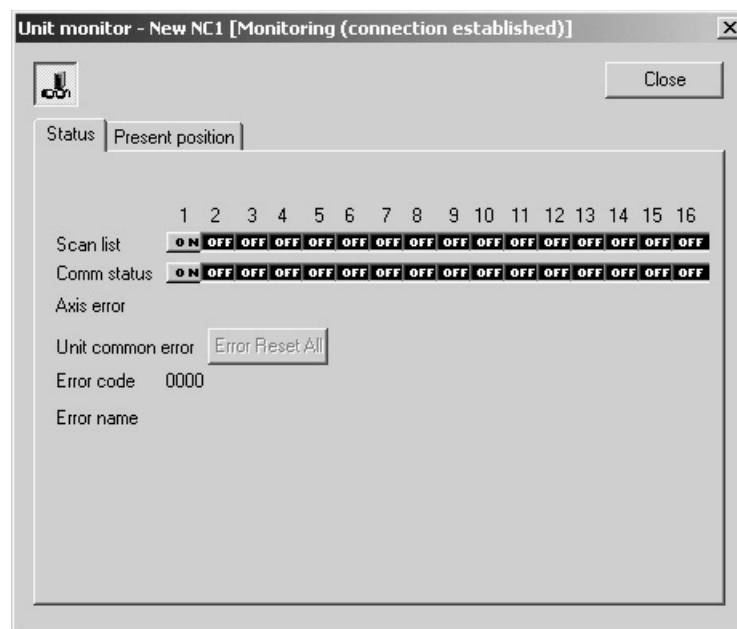 Unit monitor - New NC1 [Monitoring (connection established)]
Close
Status Present position
1 2 3 4 5 6 7 8 9 10 11 12 13 14 15 16
Scan list ON OFF OFF OFF OFF OFF OFF OFF OFF OFF OFF OFF OFF OFF OFF OFF
Comm status ON OFF OFF OFF OFF OFF OFF OFF OFF OFF OFF OFF OFF OFF OFF OFF
Axis error
Unit common error Error Reset All
Error code 0000
Error name